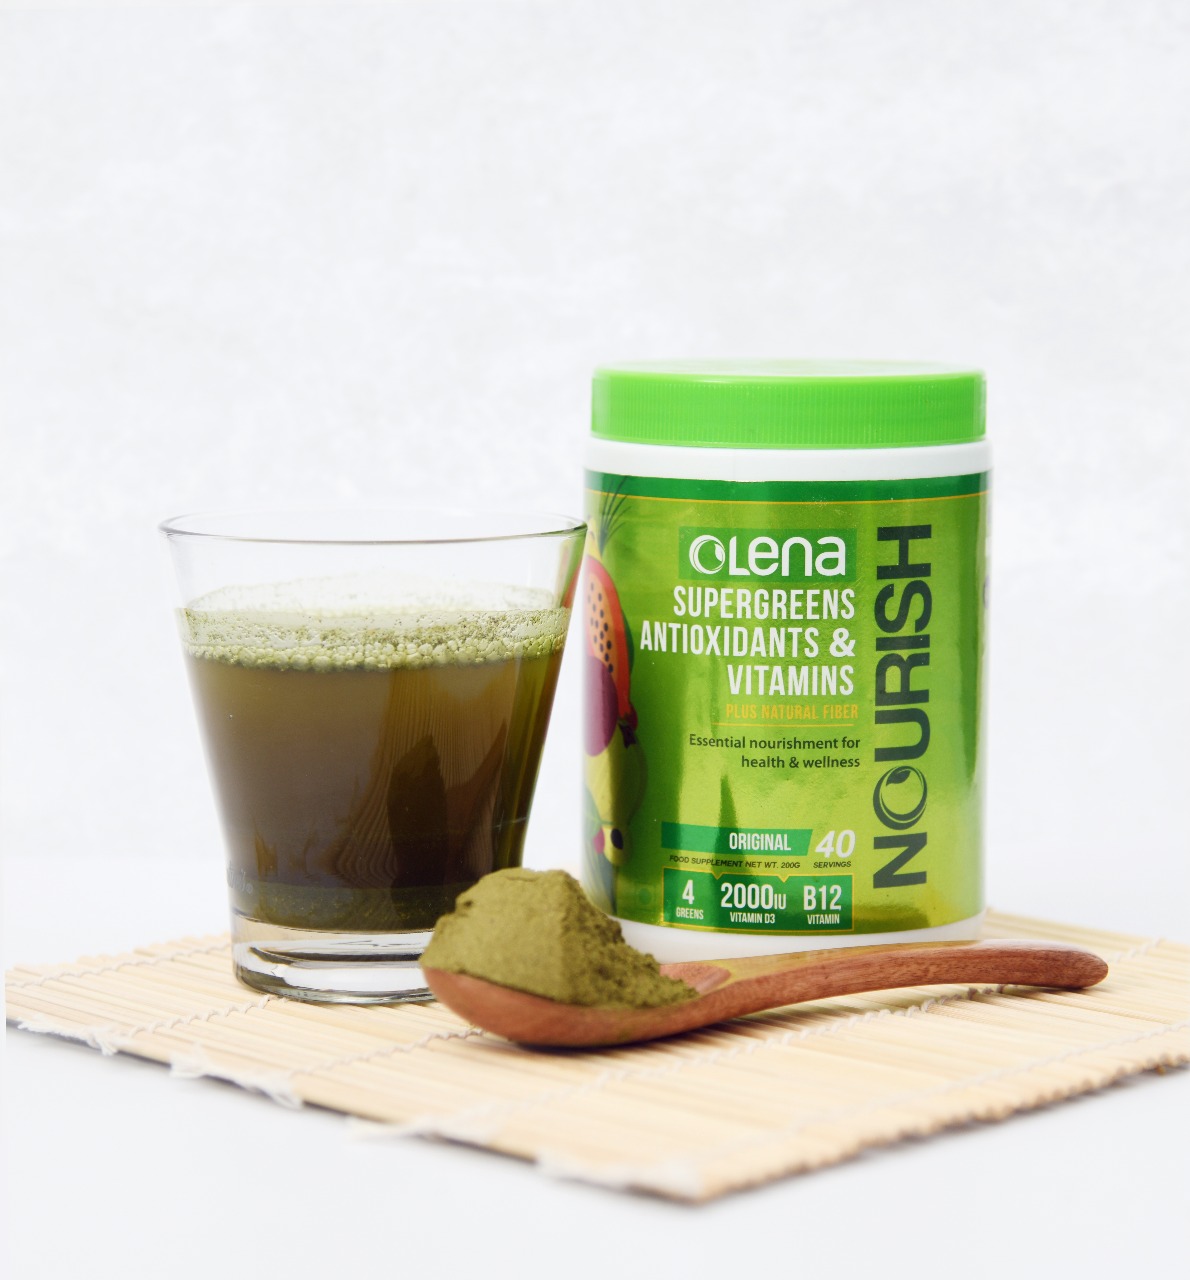 OLena
SUPERGREENS
ANTIOXIDANTS &
VITAMINS
PLUS NATURAL FIBER
Essential nourishment for
health & wellness
NOURISH
ORIGINAL 40
FOOD SUPPLEMENT NET WT. 200G SERVINGS
4 2000IU B12
GREENS VITAMIN D3 VITAMIN